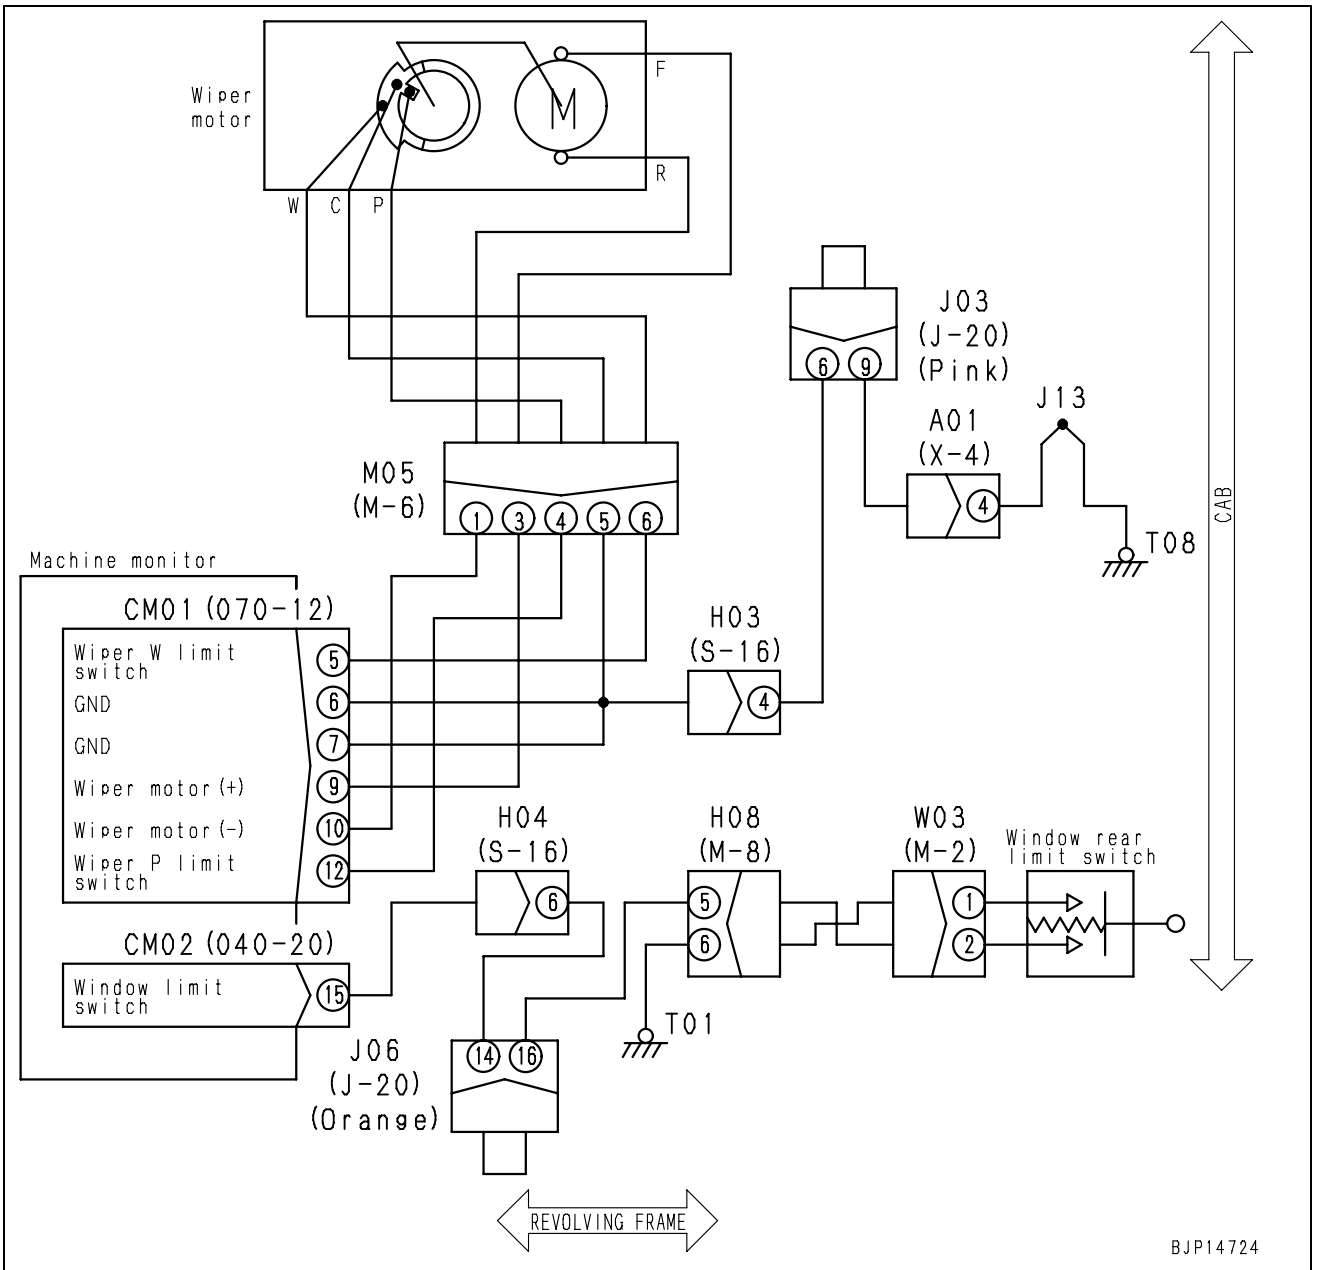 Wiper
motor
M
F
R
W C P
J03
(J-20)
(Pink)
6 9
J13
A01
(X-4)
4
T08
CAB
M05
(M-6)
1 3 4 5 6
Machine monitor
CM01 (070-12)
Wiper W limit
switch
5
GND
6
GND
7
Wiper motor (+)
9
Wiper motor (-)
10
Wiper P limit
switch
12
H03
(S-16)
4
H04
(S-16)
6
H08
(M-8)
5
6
W03
(M-2)
1
2
Window rear
limit switch
CM02 (040-20)
Window limit
switch
15
T01
J06
(J-20)
(Orange)
14 16
REVOLVING FRAME
BJP14724